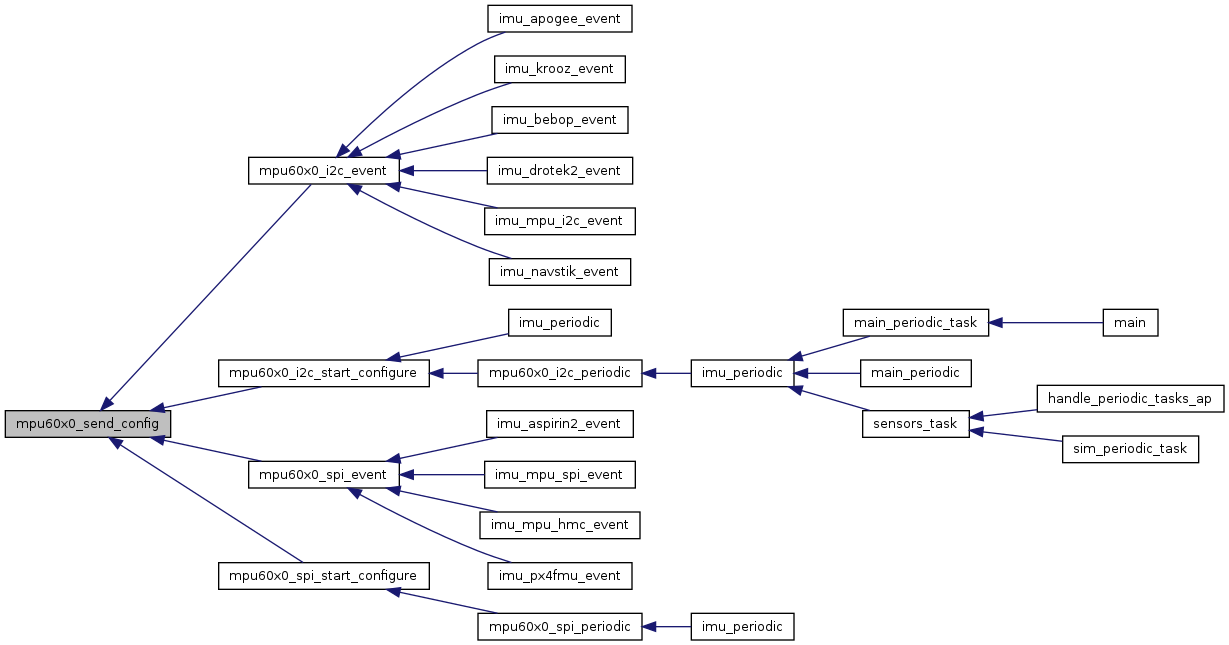 imu_apogee_event
imu_krooz_event
imu_bebop_event
mpu60x0_i2c_event
imu_drotek2_event
imu_mpu_i2c_event
imu_navstik_event
imu_periodic
main_periodic_task
main
mpu60x0_i2c_start_configure
mpu60x0_i2c_periodic
imu_periodic
main_periodic
handle_periodic_tasks_ap
mpu60x0_send_config
imu_aspirin2_event
sensors_task
sim_periodic_task
mpu60x0_spi_event
imu_mpu_spi_event
imu_mpu_hmc_event
mpu60x0_spi_start_configure
imu_px4fmu_event
mpu60x0_spi_periodic
imu_periodic